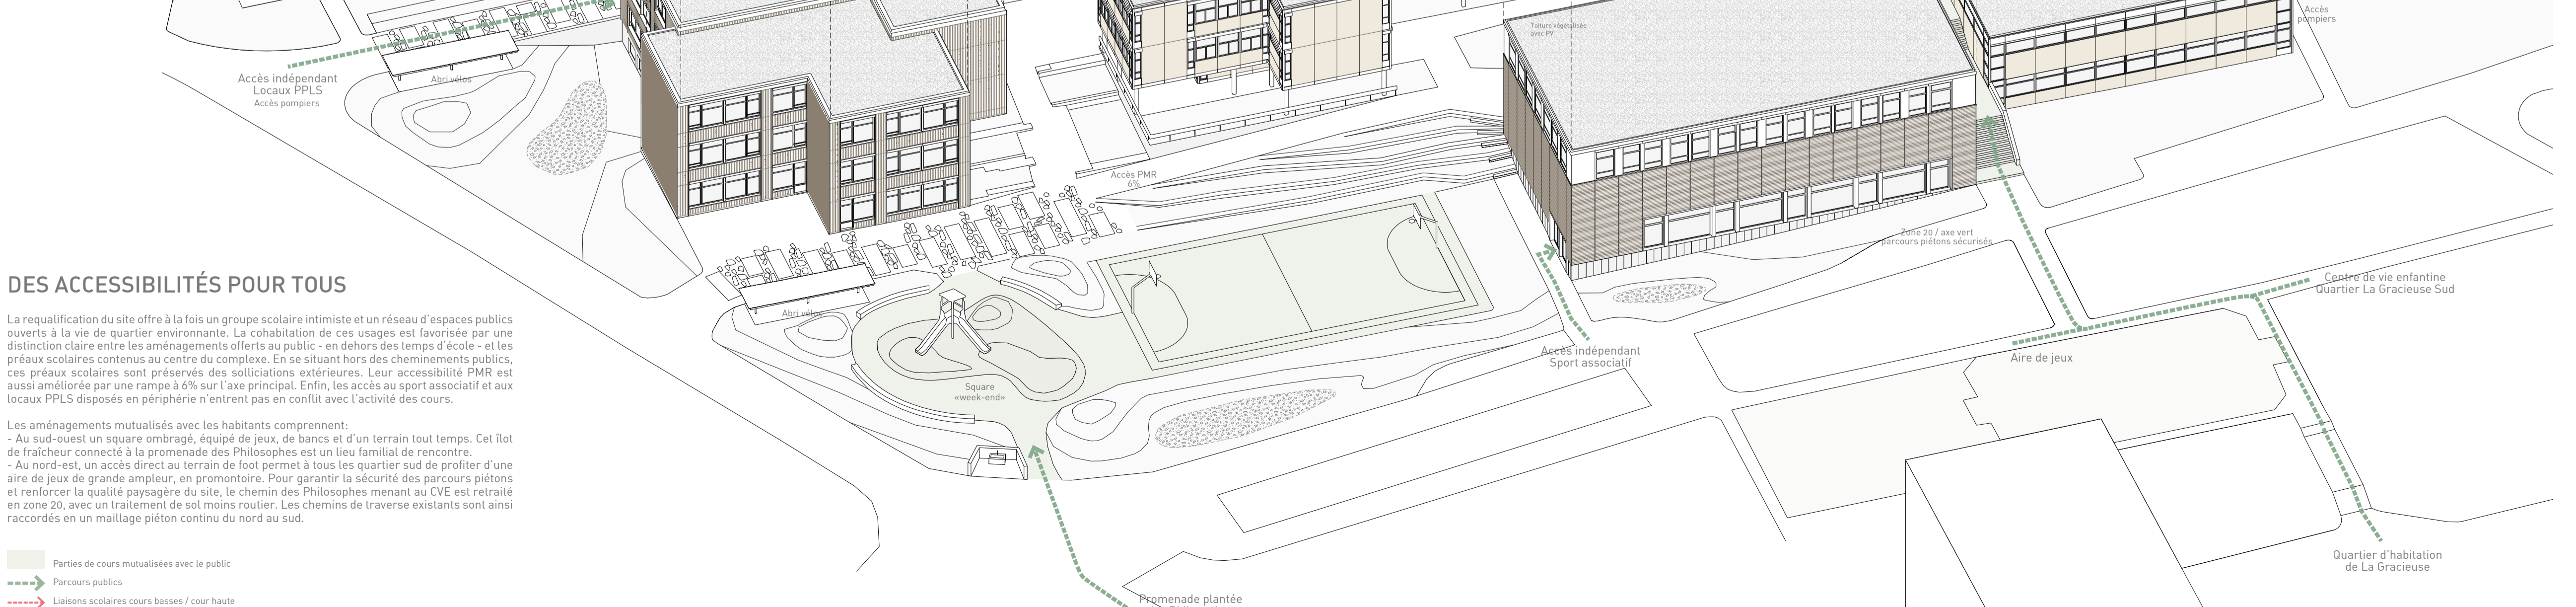 Toiture végétalisée
avec PV
Accès
pompiers
Accès indépendant
Locaux PPLS
Accès pompiers
Abri vélos
Accès PMR
6%
Zone 20 / axe vert
parcours piétons sécurisés
Centre de vie enfantine
Quartier La Gracieuse Sud
Abri vélos
Square
«week-end»
Accès indépendant
Sport associatif
Aire de jeux
DES ACCESSIBILITÉS POUR TOUS
La requalification du site offre à la fois un groupe scolaire intimiste et un réseau d'espaces publics
ouverts à la vie de quartier environnante. La cohabitation de ces usages est favorisée par une
distinction claire entre les aménagements offerts au public - en dehors des temps d'école - et les
préaux scolaires contenus au centre du complexe. En se situant hors des cheminements publics,
ces préaux scolaires sont préservés des solliciations extérieures. Leur accessibilité PMR est
aussi améliorée par une rampe à 6% sur l'axe principal. Enfin, les accès au sport associatif et aux
locaux PPLS disposés en périphérie n'entrent pas en conflit avec l'activité des cours.
Les aménagements mutualisés avec les habitants comprennent:
- Au sud-ouest un square ombragé, équipé de jeux, de bancs et d'un terrain tout temps. Cet îlot
de fraîcheur connecté à la promenade des Philosophes est un lieu familial de rencontre.
- Au nord-est, un accès direct au terrain de foot permet à tous les quartier sud de profiter d'une
aire de jeux de grande ampleur, en promontoire. Pour garantir la sécurité des parcours piétons
et renforcer la qualité paysagère du site, le chemin des Philosophes menant au CVE est retraité
en zone 20, avec un traitement de sol moins routier. Les chemins de traverse existants sont ainsi
raccordés en un maillage piéton continu du nord au sud.
Parties de cours mutualisées avec le public
Parcours publics
Liaisons scolaires cours basses / cour haute
Quartier d'habitation
de La Gracieuse
Promenade plantée